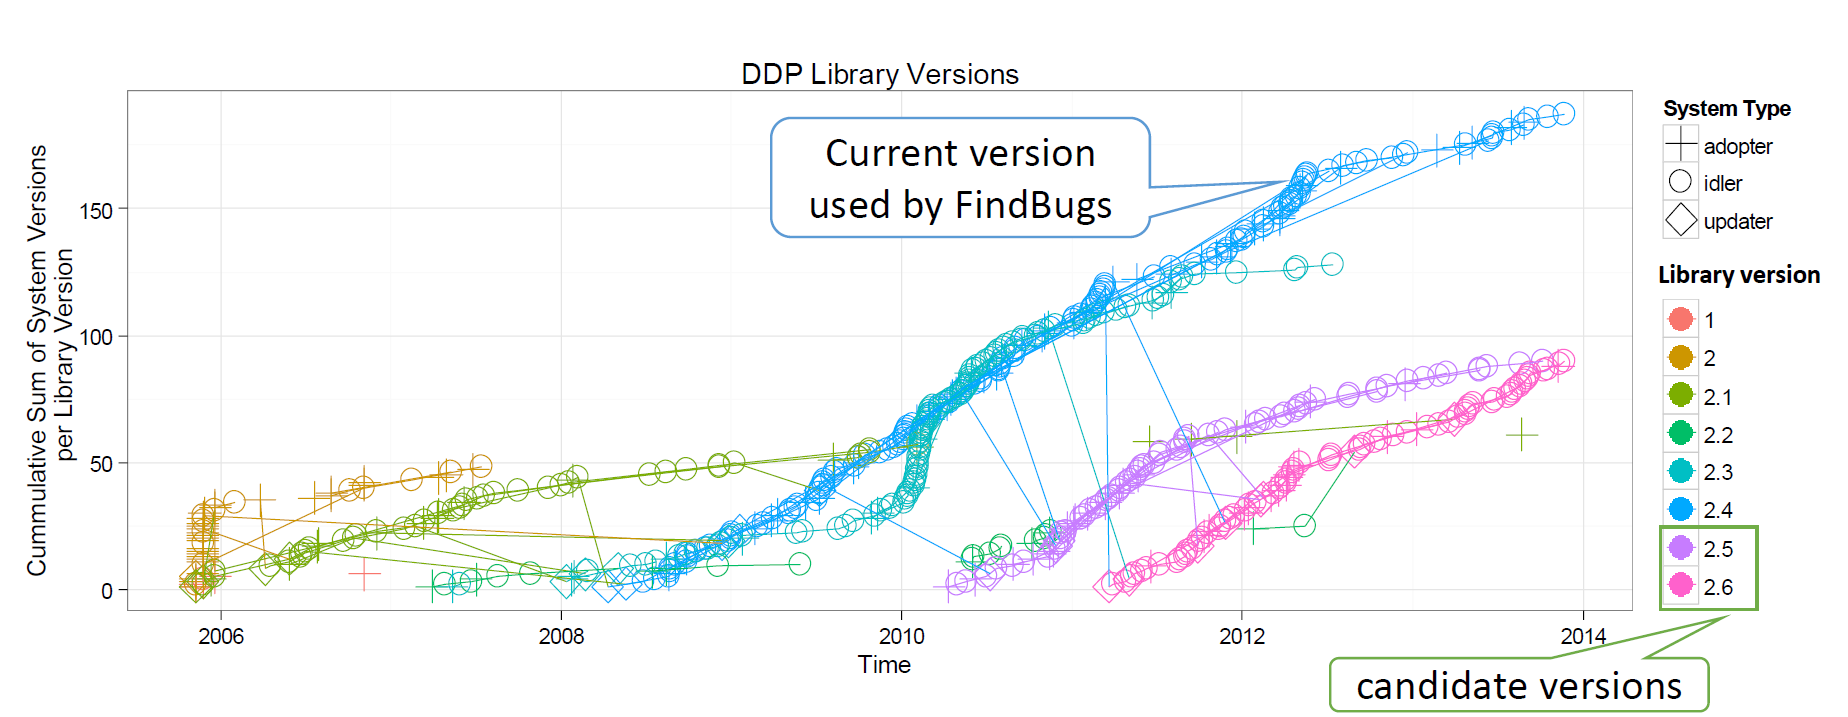 DDP Library Versions
Cummulative Sum of System Versions
per Library Version
150
100
50
0
Current version
used by FindBugs
2006
2008
2010
2012
2014
Time
System Type
adopter
idler
updater
Library version
1
2
2.1
2.2
2.3
2.4
2.5
2.6
candidate versions